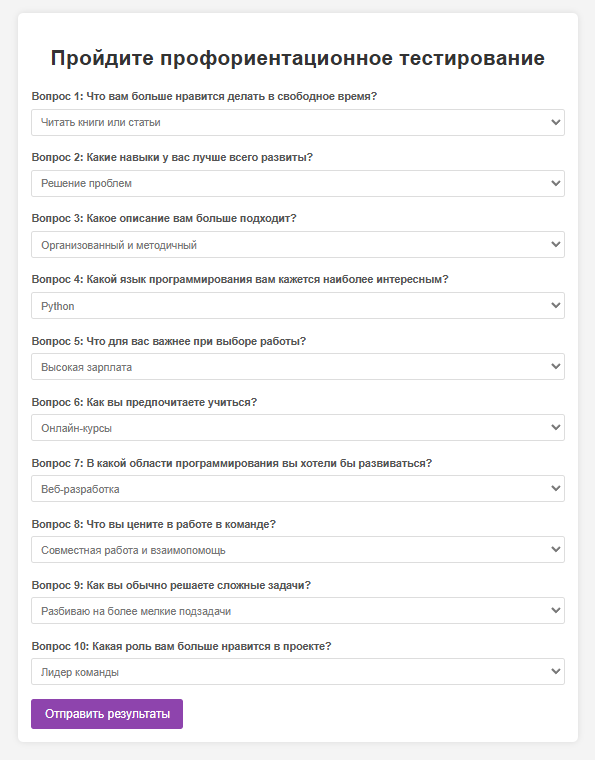 Пройдите профориентационное тестирование
Вопрос 1: Что вам больше нравится делать в свободное время?
Читать книги или статьи
Вопрос 2: Какие навыки у вас лучше всего развиты?
Решение проблем
Вопрос 3: Какое описание вам больше подходит?
Организованный и методичный
Вопрос 4: Какой язык программирования вам кажется наиболее интересным?
Python
Вопрос 5: Что для вас важнее при выборе работы?
Высокая зарплата
Вопрос 6: Как вы предпочитаете учиться?
Онлайн-курсы
Вопрос 7: В какой области программирования вы хотели бы развиваться?
Веб-разработка
Вопрос 8: Что вы цените в работе в команде?
Совместная работа и взаимопомощь
Вопрос 9: Как вы обычно решаете сложные задачи?
Разбиваю на более мелкие подзадачи
Вопрос 10: Какая роль вам больше нравится в проекте?
Лидер команды
Отправить результаты